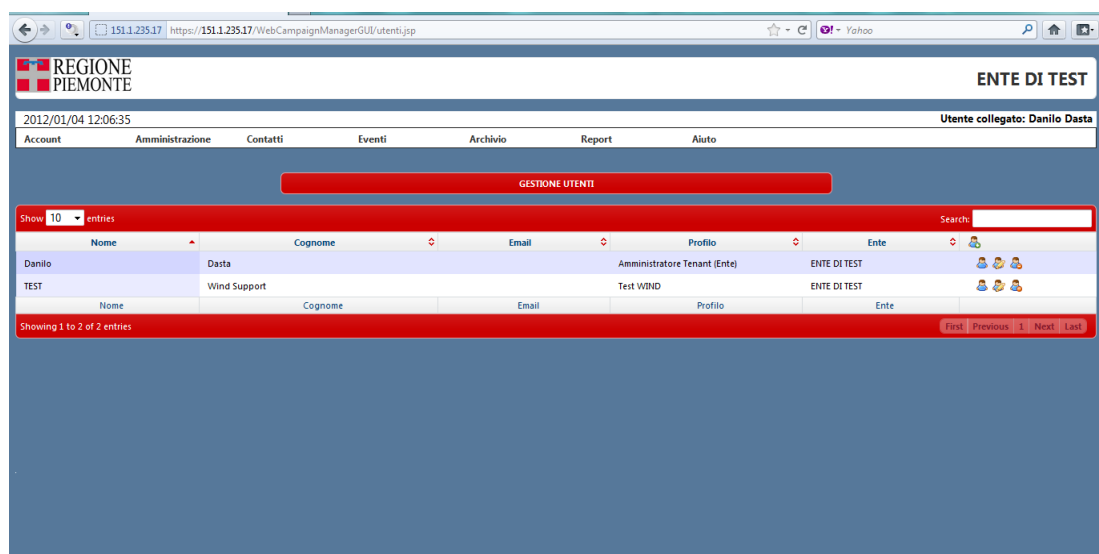 151.1.235.17 https://151.1.235.17/WebCampaignManagerGUI/utenti.jsp Yahoo
REGIONE
PIEMONTE
ENTE DI TEST
2012/01/04 12:06:35 Utente collegato: Danilo Dasta
Account Amministrazione Contatti Eventi Archivio Report Aiuto
GESTIONE UTENTI
Show 10 entries Search:
Nome Cognome Email Profilo Ente
Danilo Dasta Amministratore Tenant (Ente) ENTE DI TEST
TEST Wind Support Test WIND ENTE DI TEST
Nome Cognome Email Profilo Ente
Showing 1 to 2 of 2 entries First Previous 1 Next Last